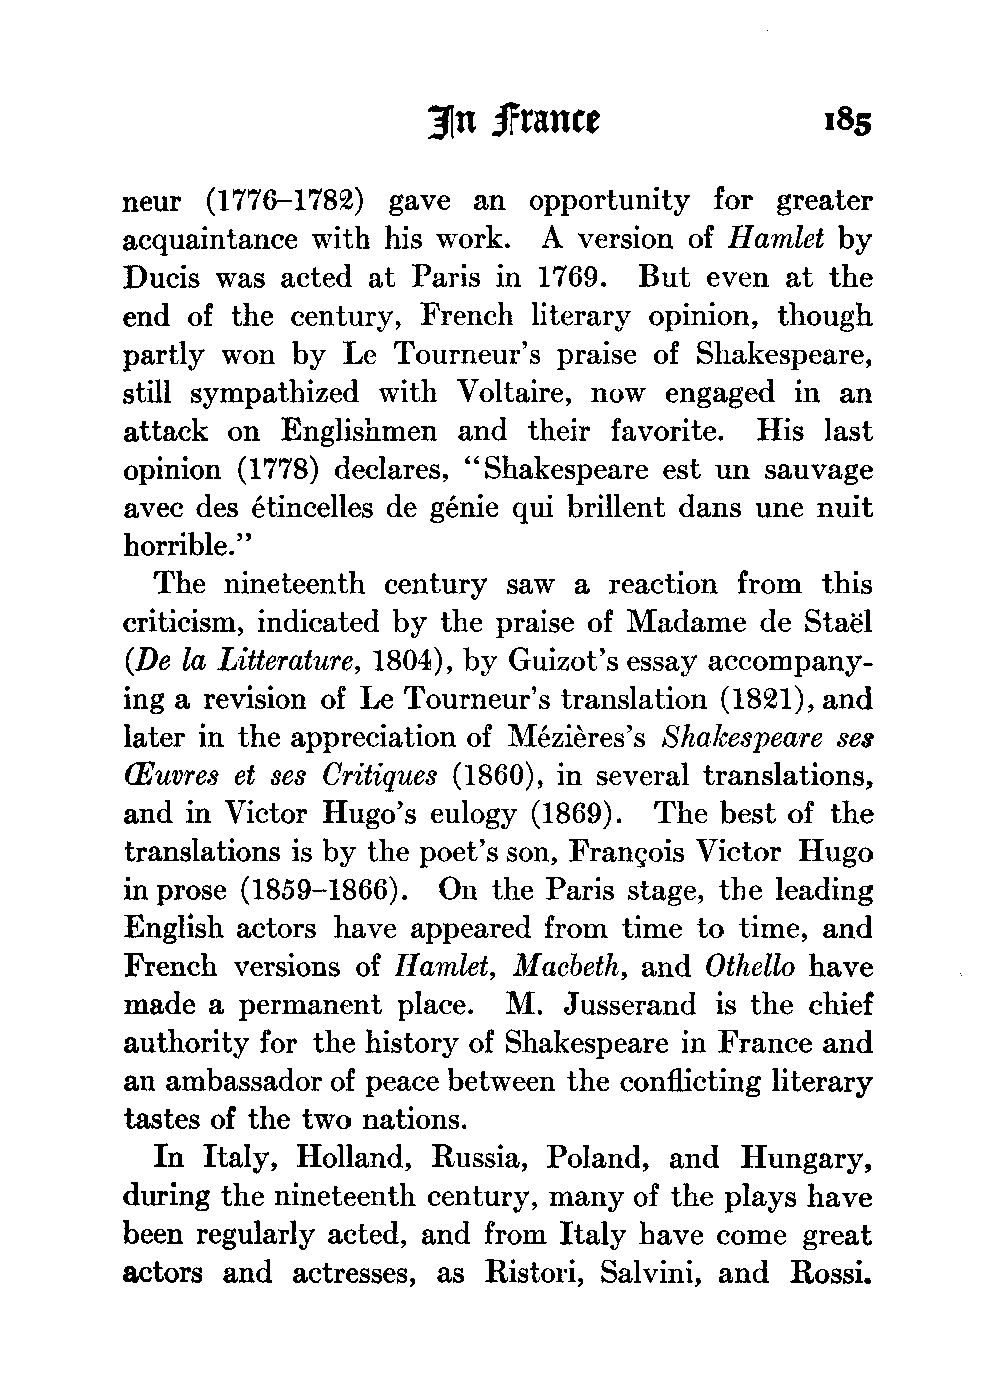 In France 185
neur (1776–1782) gave an opportunity for greater
acquaintance with his work. A version of Hamlet by
Ducis was acted at Paris in 1769. But even at the
end of the century, French literary opinion, though
partly won by Le Tourneur's praise of Shakespeare,
still sympathized with Voltaire, now engaged in an
attack on Englishmen and their favorite. His last
opinion (1778) declares, “Shakespeare est un sauvage
avec des étincelles de génie qui brillent dans une nuit
horrible.”
The nineteenth century saw a reaction from this
criticism, indicated by the praise of Madame de Staël
(De la Litterature, 1804), by Guizot's essay accompany-
ing a revision of Le Tourneur's translation (1821), and
later in the appreciation of Mézières's Shakespeare ses
Œuvres et ses Critiques (1860), in several translations,
and in Victor Hugo's eulogy (1869). The best of the
translations is by the poet's son, François Victor Hugo
in prose (1859–1866). On the Paris stage, the leading
English actors have appeared from time to time, and
French versions of Hamlet, Macbeth, and Othello have
made a permanent place. M. Jusserand is the chief
authority for the history of Shakespeare in France and
an ambassador of peace between the conflicting literary
tastes of the two nations.
In Italy, Holland, Russia, Poland, and Hungary,
during the nineteenth century, many of the plays have
been regularly acted, and from Italy have come great
actors and actresses, as Ristori, Salvini, and Rossi.